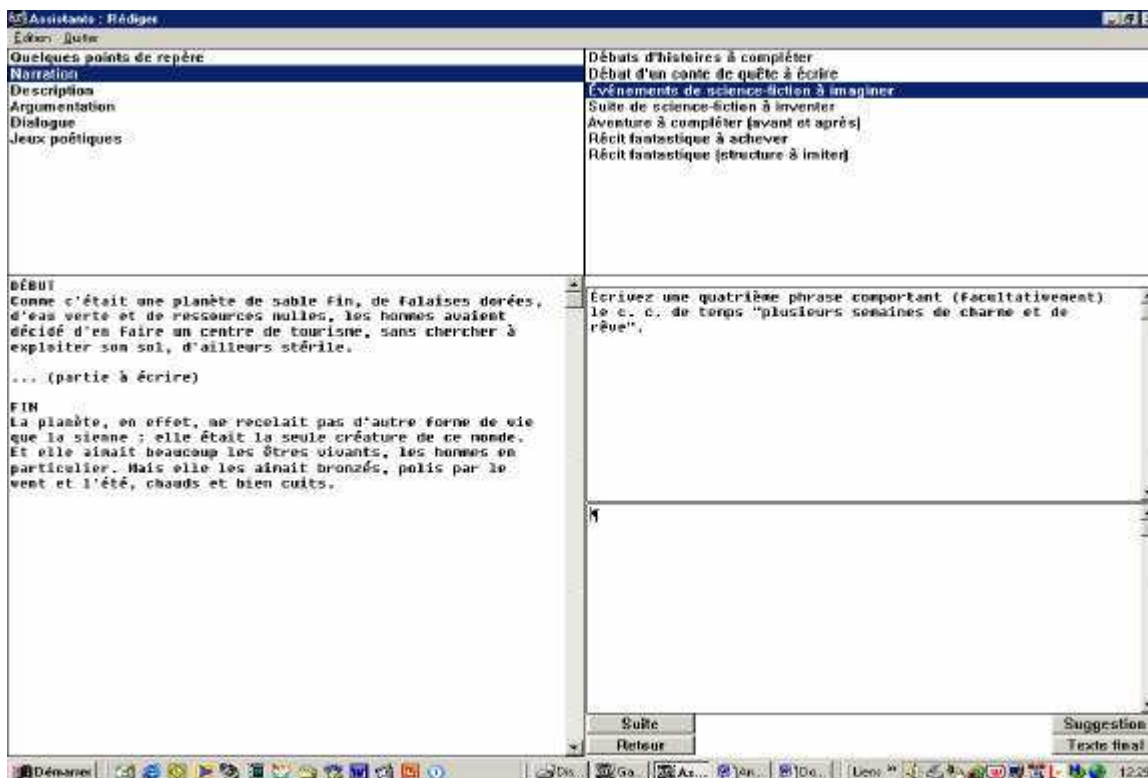 Assistants : Rédiger
Édition Quitter
Quelques points de repère
Narration
Description
Argumentation
Dialogue
Jeux poétiques
Débuts d'histoires à compléter
Début d'un conte de quête à écrire
Événements de science-fiction à imaginer
Suite de science-fiction à inventer
Aventure à compléter (avant et après)
Récit fantastique à achever
Récit fantastique (structure à imiter)
DÉBUT
Comme c'était une planète de sable fin, de falaises dorées,
d'eau verte et de ressources nulles, les hommes avaient
décidé d'en faire un centre de tourisme, sans chercher à
exploiter son sol, d'ailleurs stérile.
... (partie à écrire)
FIN
La planète, en effet, ne recelait pas d'autre forme de vie
que la sienne ; elle était la seule créature de ce monde.
Et elle aimait beaucoup les êtres vivants, les hommes en
particulier. Mais elle les aimait bronzés, polis par le
vent et l'été, chauds et bien cuits.
Écrivez une quatrième phrase comportant (facultativement)
le c. c. de temps "plusieurs semaines de charme et de
rêve".
¶
Suite
Suggestion
Retour
Texte final
Démarrer Dis... Ga... As... An... Do... Liens »